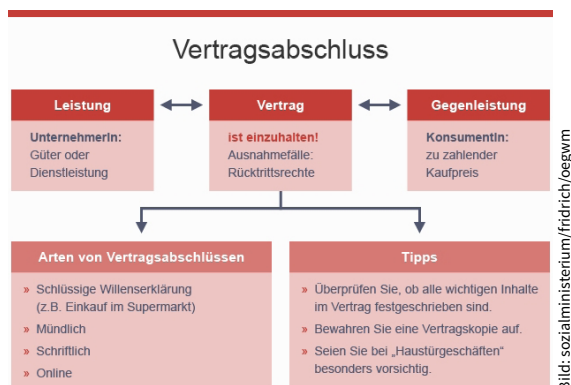 Vertragsabschluss
Leistung
UnternehmerIn:
Güter oder
Dienstleistung
Vertrag
ist einzuhalten!
Ausnahmefälle:
Rücktrittsrechte
Gegenleistung
KonsumentIn:
zu zahlender
Kaufpreis
Arten von Vertragsabschlüssen
» Schlüssige Willenserklärung
(z.B. Einkauf im Supermarkt)
» Mündlich
» Schriftlich
» Online
Tipps
» Überprüfen Sie, ob alle wichtigen Inhalte
im Vertrag festgeschrieben sind.
» Bewahren Sie eine Vertragskopie auf.
» Seien Sie bei „Haustürgeschäften"
besonders vorsichtig.
Bild: sozialministerium/fridrich/oegwm